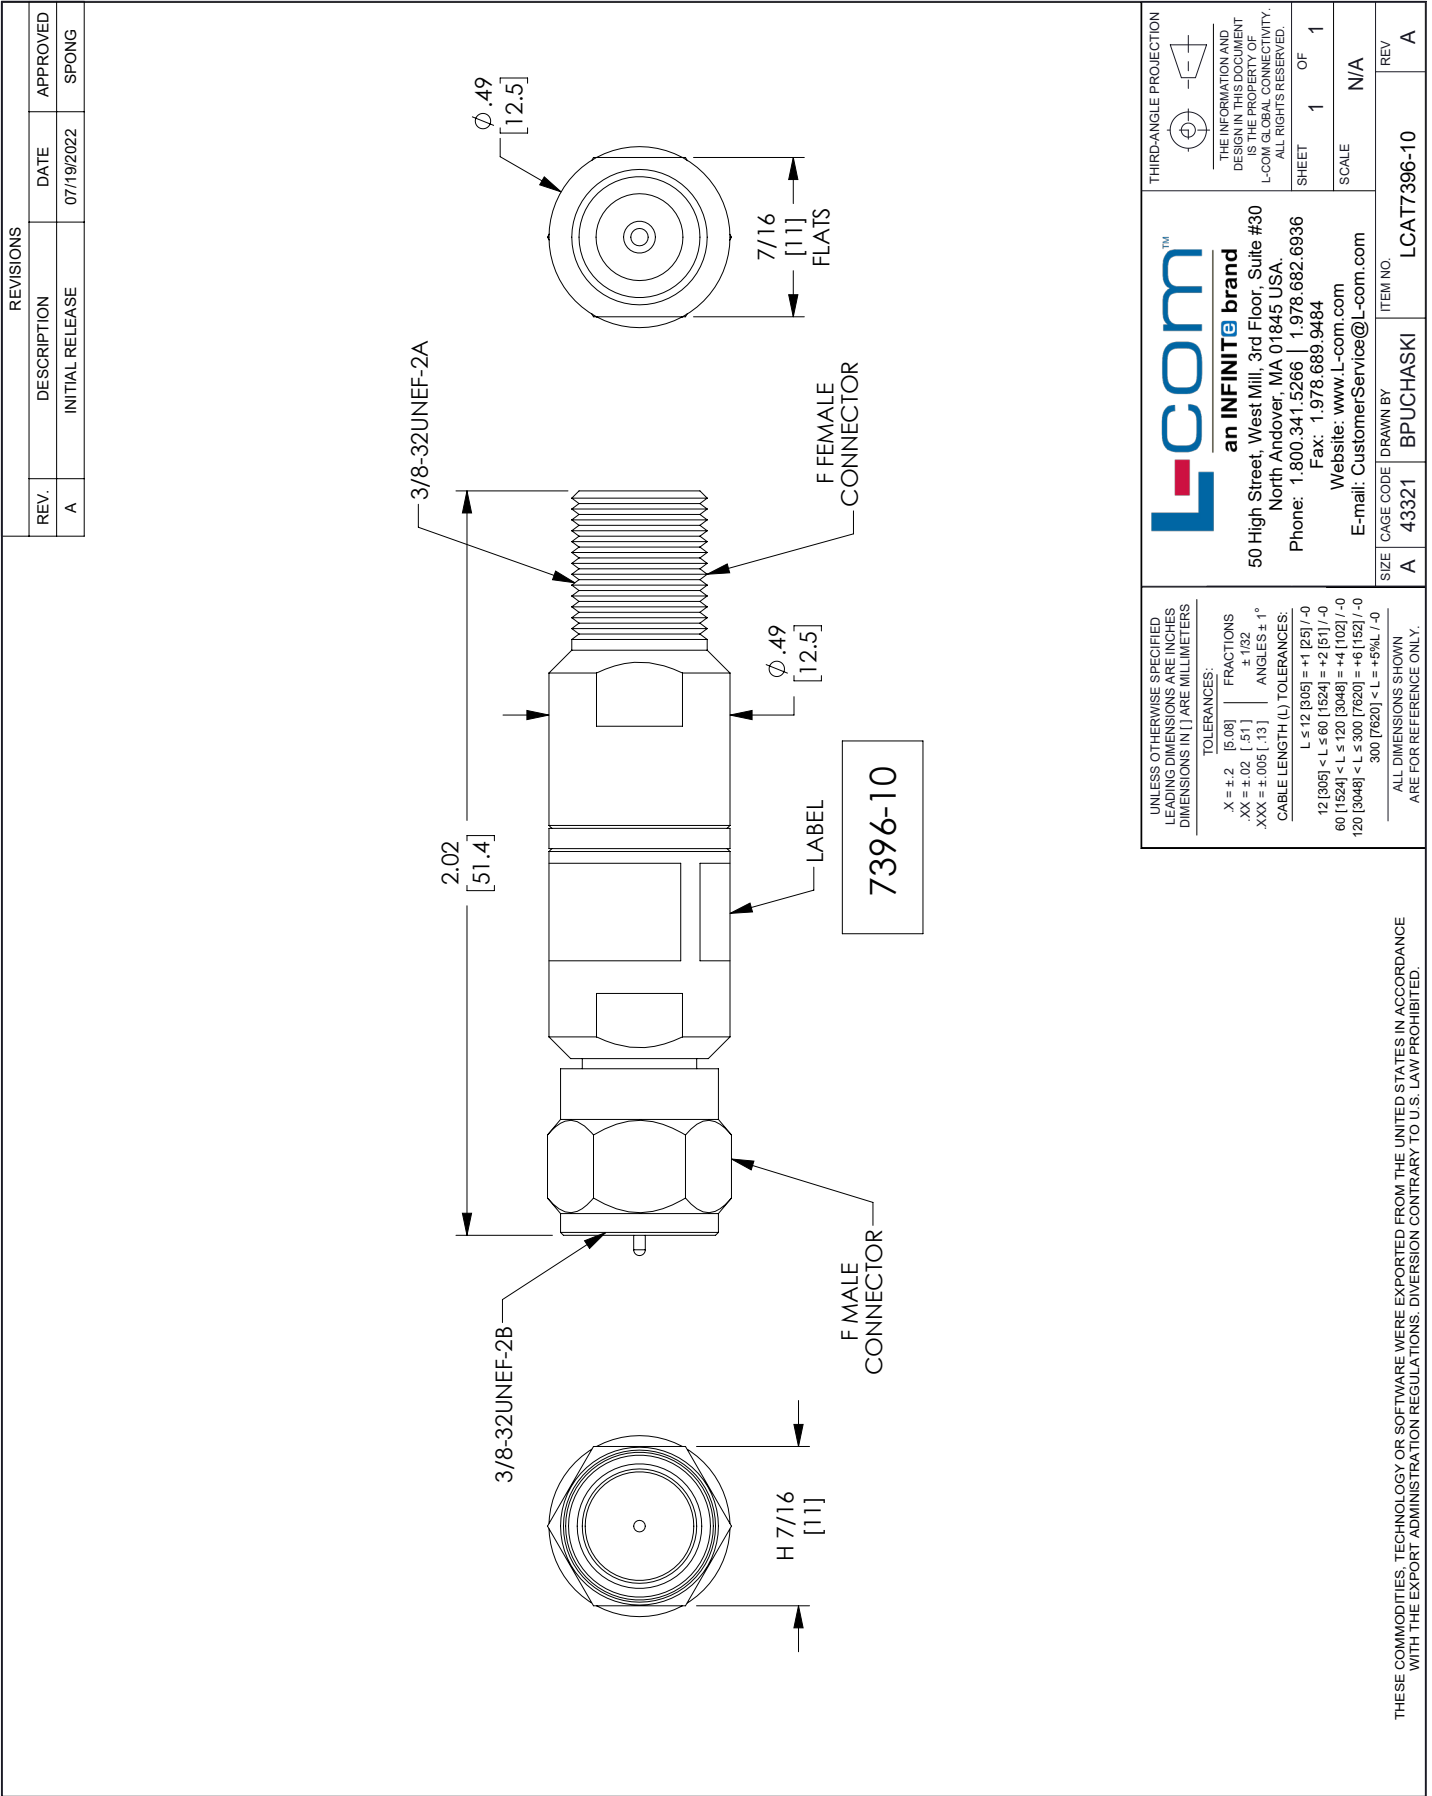 REVISIONS
REV. DESCRIPTION DATE APPROVED
A INITIAL RELEASE 07/19/2022 SPONG
3/8-32UNEF-2B
2.02
[51.4]
3/8-32UNEF-2A
Ø .49
[12.5]
H 7/16
[11]
F MALE
CONNECTOR
LABEL
7396-10
Ø .49
[12.5]
F FEMALE
CONNECTOR
7/16
[11]
FLATS
UNLESS OTHERWISE SPECIFIED
LEADING DIMENSIONS ARE INCHES
DIMENSIONS IN [ ] ARE MILLIMETERS
TOLERANCES:
.X = ±.2 [5.08] FRACTIONS
.XX = ±.02 [.51] ± 1/32
.XXX = ±.005 [.13] ANGLES ± 1°
CABLE LENGTH (L) TOLERANCES:
L ≤ 12 [305] = +1 [25] / -0
12 [305] < L ≤ 60 [1524] = +2 [51] / -0
60 [1524] < L ≤ 120 [3048] = +4 [102] / -0
120 [3048] < L ≤ 300 [7620] = +6 [152] / -0
300 [7620] < L = +5%L / -0
ALL DIMENSIONS SHOWN
ARE FOR REFERENCE ONLY.
L-com™
an INFINITe brand
50 High Street, West Mill, 3rd Floor, Suite #30
North Andover, MA 01845 USA.
Phone: 1.800.341.5266 | 1.978.682.6936
Fax: 1.978.689.9484
Website: www.L-com.com
E-mail: CustomerService@L-com.com
THIRD-ANGLE PROJECTION
THE INFORMATION AND
DESIGN IN THIS DOCUMENT
IS THE PROPERTY OF
L-COM GLOBAL CONNECTIVITY.
ALL RIGHTS RESERVED.
SHEET 1 OF 1
SCALE N/A
SIZE CAGE CODE DRAWN BY ITEM NO. REV
A 43321 BPUCHASKI LCAT7396-10 A
THESE COMMODITIES, TECHNOLOGY OR SOFTWARE WERE EXPORTED FROM THE UNITED STATES IN ACCORDANCE
WITH THE EXPORT ADMINISTRATION REGULATIONS. DIVERSION CONTRARY TO U.S. LAW PROHIBITED.